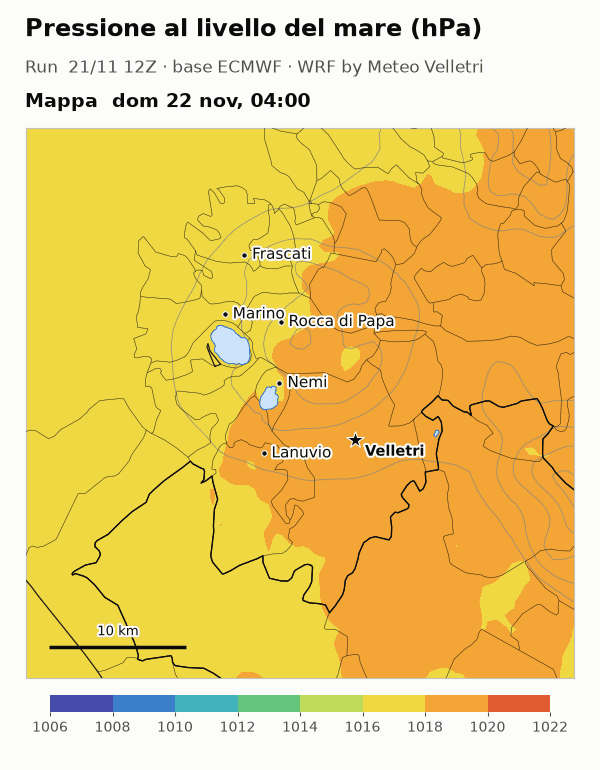 Pressione al livello del mare (hPa)
Run  21/11 12Z · base ECMWF · WRF by Meteo Velletri
Mappa  dom 22 nov, 04:00
Frascati
Marino
Rocca di Papa
Nemi
Velletri
Lanuvio
10 km
1006 1008 1010 1012 1014 1016 1018 1020 1022